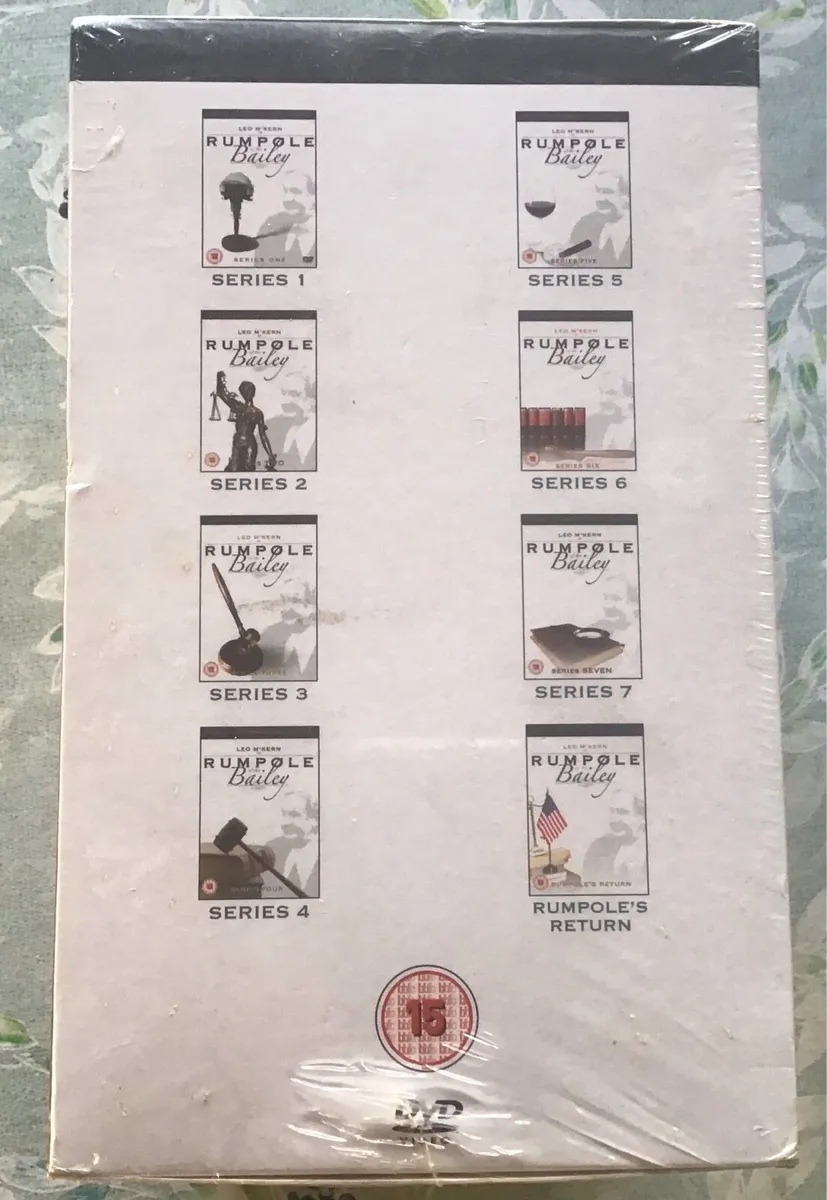 LEO McKERN
RUMPOLE
Bailey
SERIES ONE
SERIES 1
LEO McKERN
RUMPOLE
Bailey
SERIES 2
LEO McKERN
RUMPOLE
Bailey
SERIES 3
LEO McKERN
RUMPOLE
Bailey
SERIES 4
LEO McKERN
RUMPOLE
Bailey
SERIES FIVE
SERIES 5
LEO McKERN
RUMPOLE
Bailey
SERIES SIX
SERIES 6
LEO McKERN
RUMPOLE
Bailey
SERIES SEVEN
SERIES 7
LEO McKERN
RUMPOLE
Bailey
RUMPOLE'S RETURN
RUMPOLE'S
RETURN
15
DVD
VIDEO